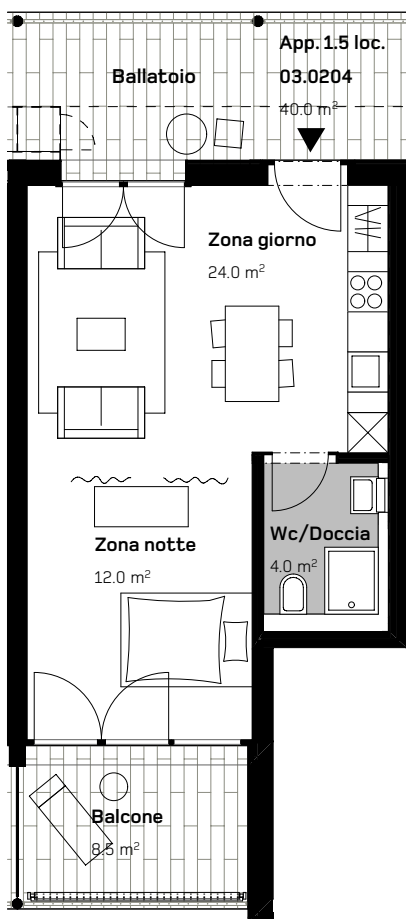 App. 1.5 loc.
03.0204
40.0 m²
Ballatoio
Zona giorno
24.0 m²
Wc/Doccia
4.0 m²
Zona notte
12.0 m²
Balcone
8.5 m²